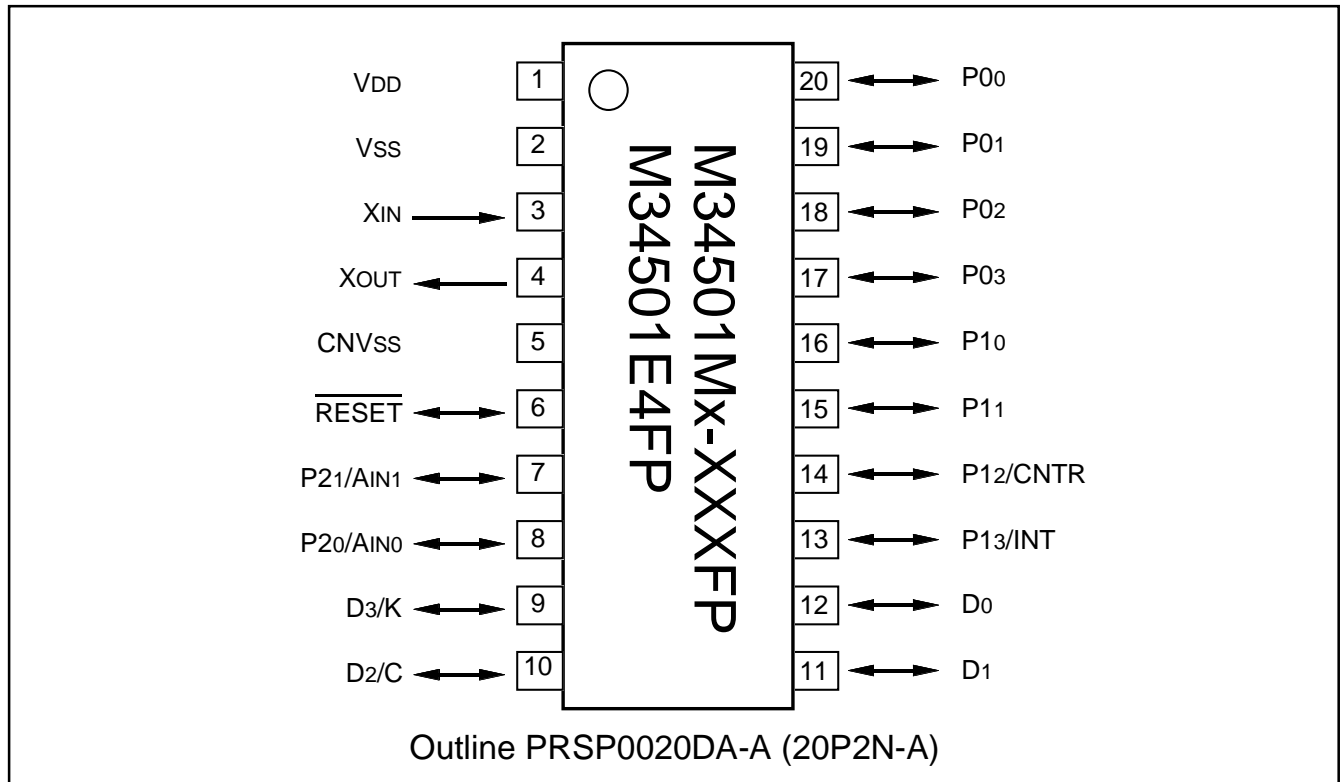 VDD 1 20 P00
VSS 2 19 P01
XIN 3 18 P02
XOUT 4 17 P03
CNVSS 5 16 P10
RESET 6 15 P11
P21/AIN1 7 14 P12/CNTR
P20/AIN0 8 13 P13/INT
D3/K 9 12 D0
D2/C 10 11 D1
M34501Mx-XXXFP
M34501E4FP
Outline PRSP0020DA-A (20P2N-A)